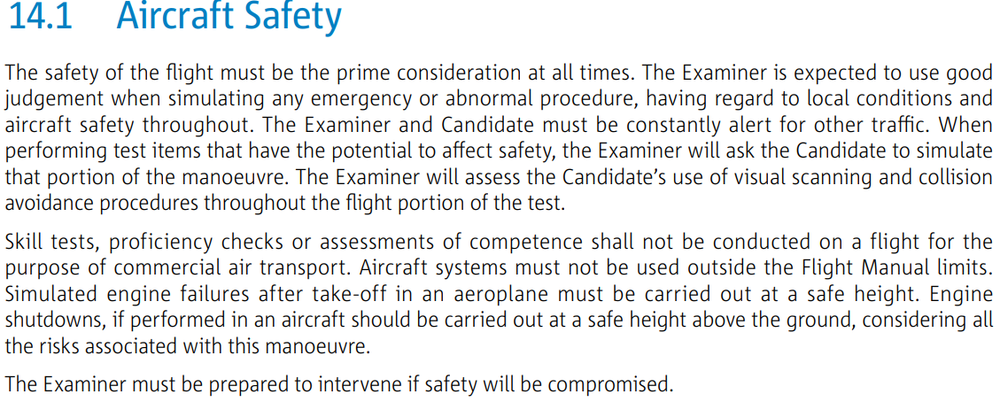 14.1 Aircraft Safety
The safety of the flight must be the prime consideration at all times. The Examiner is expected to use good
judgement when simulating any emergency or abnormal procedure, having regard to local conditions and
aircraft safety throughout. The Examiner and Candidate must be constantly alert for other traffic. When
performing test items that have the potential to affect safety, the Examiner will ask the Candidate to simulate
that portion of the manoeuvre. The Examiner will assess the Candidate’s use of visual scanning and collision
avoidance procedures throughout the flight portion of the test.
Skill tests, proficiency checks or assessments of competence shall not be conducted on a flight for the
purpose of commercial air transport. Aircraft systems must not be used outside the Flight Manual limits.
Simulated engine failures after take-off in an aeroplane must be carried out at a safe height. Engine
shutdowns, if performed in an aircraft should be carried out at a safe height above the ground, considering all
the risks associated with this manoeuvre.
The Examiner must be prepared to intervene if safety will be compromised.